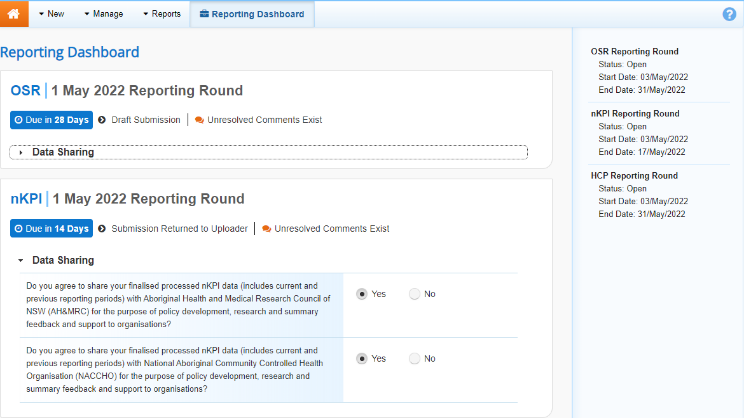 New
Manage
Reports
Reporting Dashboard
?
Reporting Dashboard
OSR | 1 May 2022 Reporting Round
Due in 28 Days
Draft Submission
Unresolved Comments Exist
Data Sharing
nKPI | 1 May 2022 Reporting Round
Due in 14 Days
Submission Returned to Uploader
Unresolved Comments Exist
Data Sharing
Do you agree to share your finalised processed nKPI data (includes current and
previous reporting periods) with Aboriginal Health and Medical Research Council of
NSW (AH&MRC) for the purpose of policy development, research and summary
feedback and support to organisations?
Yes
No
Do you agree to share your finalised processed nKPI data (includes current and
previous reporting periods) with National Aboriginal Community Controlled Health
Organisation (NACCHO) for the purpose of policy development, research and
summary feedback and support to organisations?
Yes
No
OSR Reporting Round
Status: Open
Start Date: 03/May/2022
End Date: 31/May/2022
nKPI Reporting Round
Status: Open
Start Date: 03/May/2022
End Date: 17/May/2022
HCP Reporting Round
Status: Open
Start Date: 03/May/2022
End Date: 31/May/2022